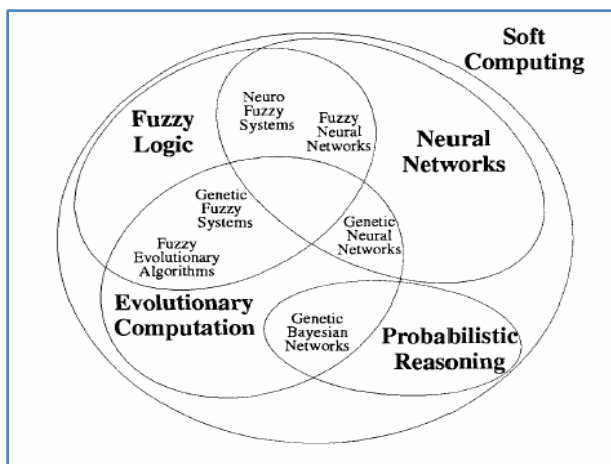 Soft
Computing
Fuzzy
Logic
Neuro
Fuzzy
Systems
Fuzzy
Neural
Networks
Neural
Networks
Genetic
Fuzzy
Systems
Fuzzy
Evolutionary
Algorithms
Genetic
Neural
Networks
Evolutionary
Computation
Genetic
Bayesian
Networks
Probabilistic
Reasoning